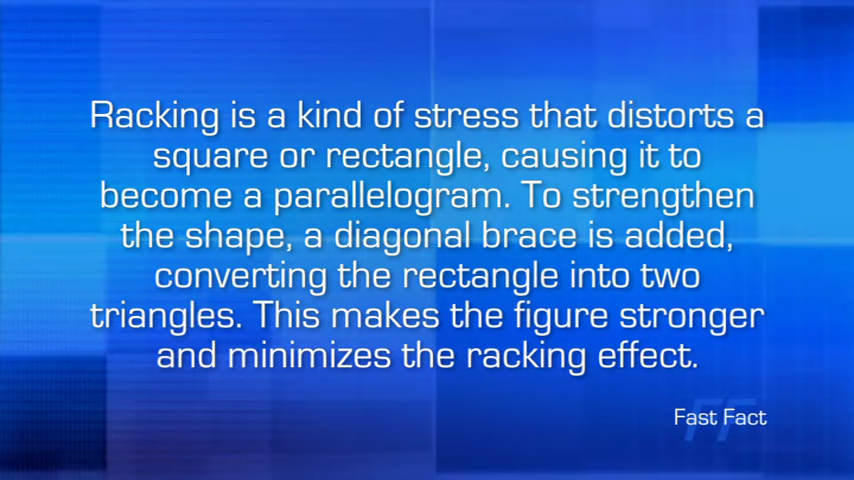 Racking is a kind of stress that distorts a
square or rectangle, causing it to
become a parallelogram. To strengthen
the shape, a diagonal brace is added,
converting the rectangle into two
triangles. This makes the figure stronger
and minimizes the racking effect.
FF
Fast Fact